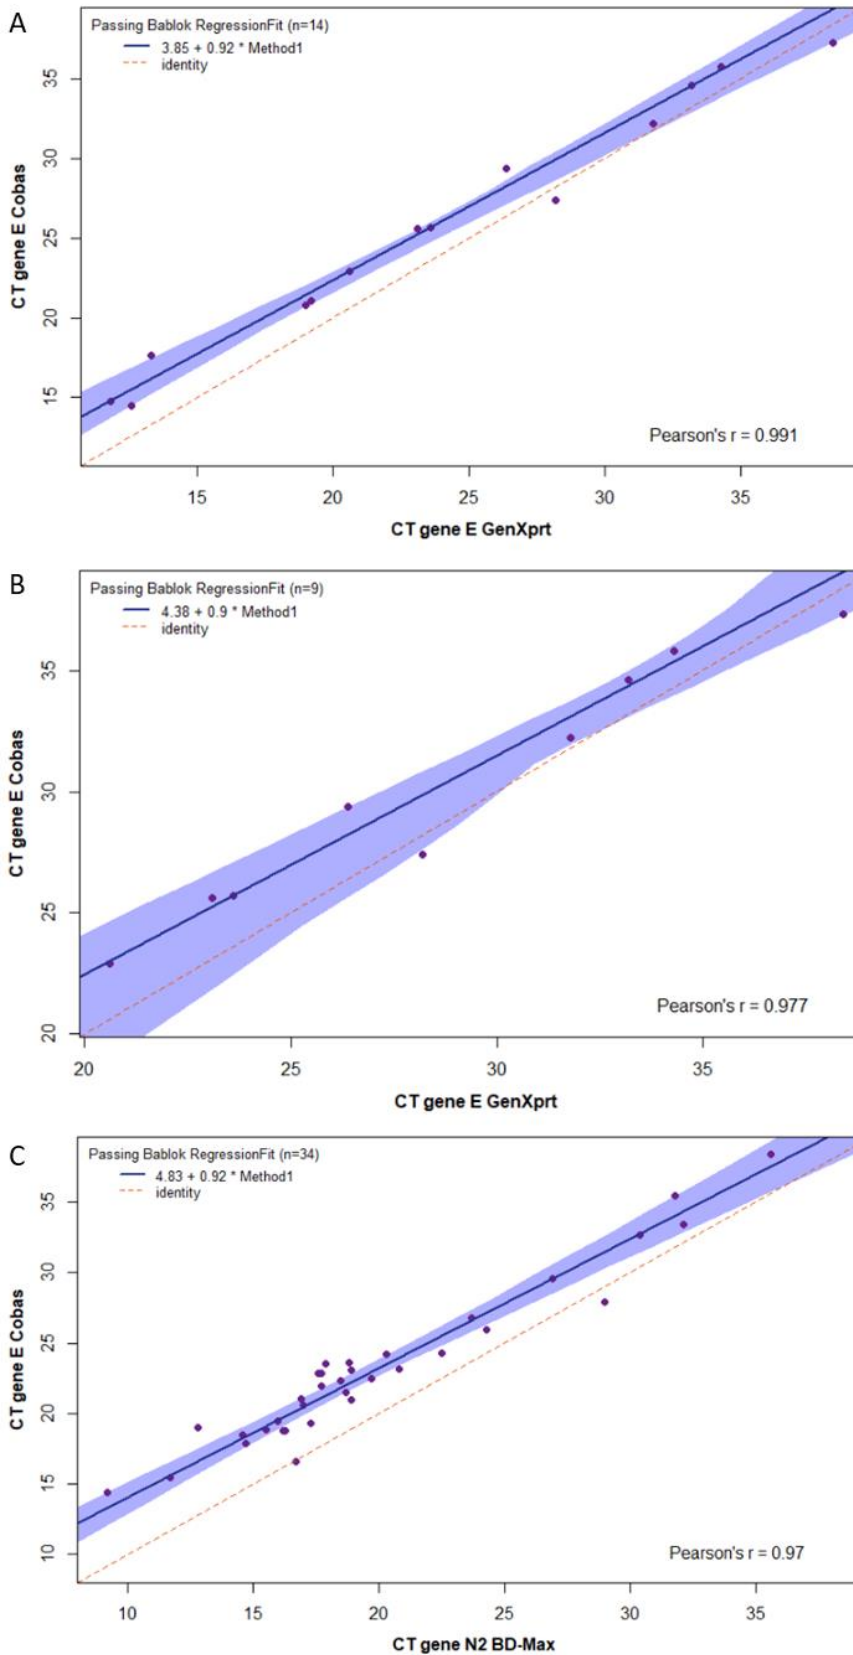 A
Passing Bablok RegressionFit (n=14)
3.85 + 0.92 * Method1
identity
CT gene E Cobas
35
30
25
20
15
Pearson's r = 0.991
15 20 25 30 35
CT gene E GenXprt
B
Passing Bablok RegressionFit (n=9)
4.38 + 0.9 * Method1
identity
CT gene E Cobas
35
30
25
20
Pearson's r = 0.977
20 25 30 35
CT gene E GenXprt
C
Passing Bablok RegressionFit (n=34)
4.83 + 0.92 * Method1
identity
CT gene E Cobas
35
30
25
20
15
10
Pearson's r = 0.97
10 15 20 25 30 35
CT gene N2 BD-Max